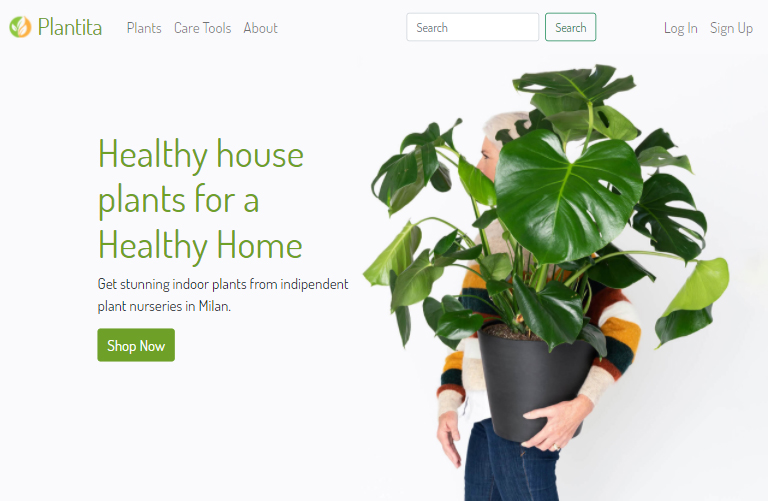 Plantita
Plants Care Tools About
Search Search
Log In Sign Up
Healthy house
plants for a
Healthy Home
Get stunning indoor plants from indipendent
plant nurseries in Milan.
Shop Now